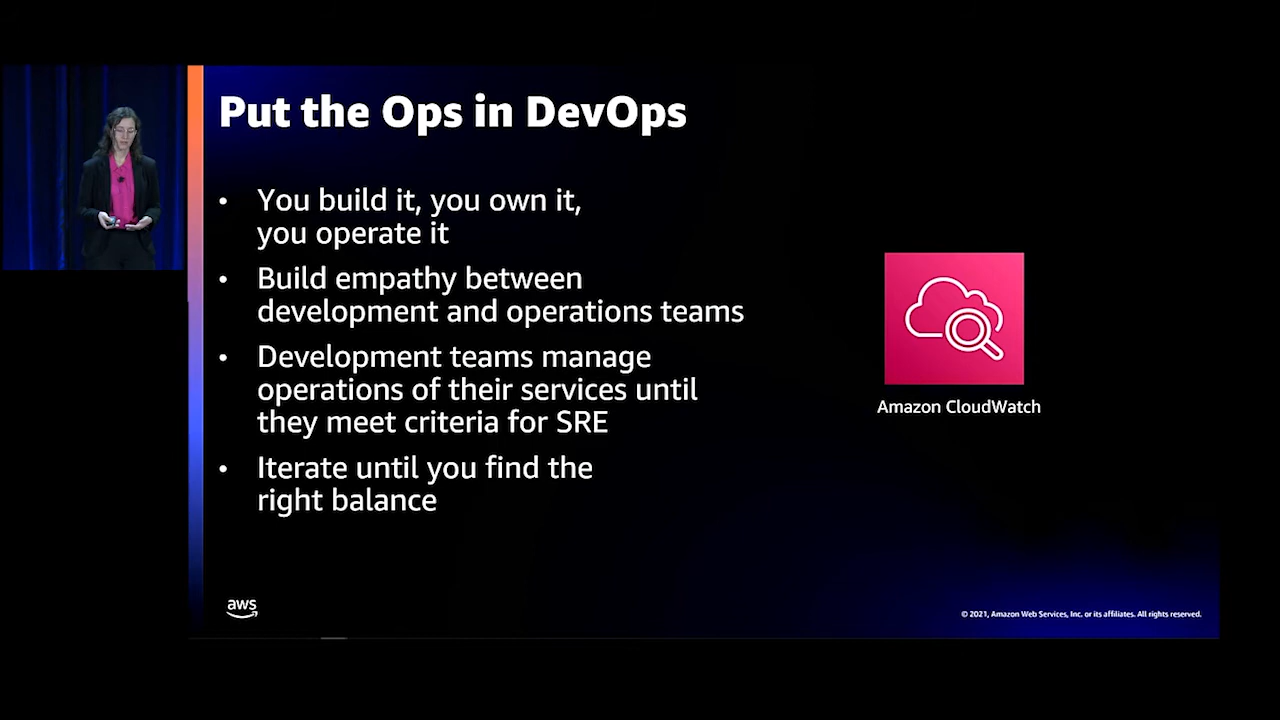 Put the Ops in DevOps
• You build it, you own it,
you operate it
• Build empathy between
development and operations teams
• Development teams manage
operations of their services until
they meet criteria for SRE
• Iterate until you find the
right balance
Amazon CloudWatch
aws
© 2021, Amazon Web Services, Inc. or its affiliates. All rights reserved.